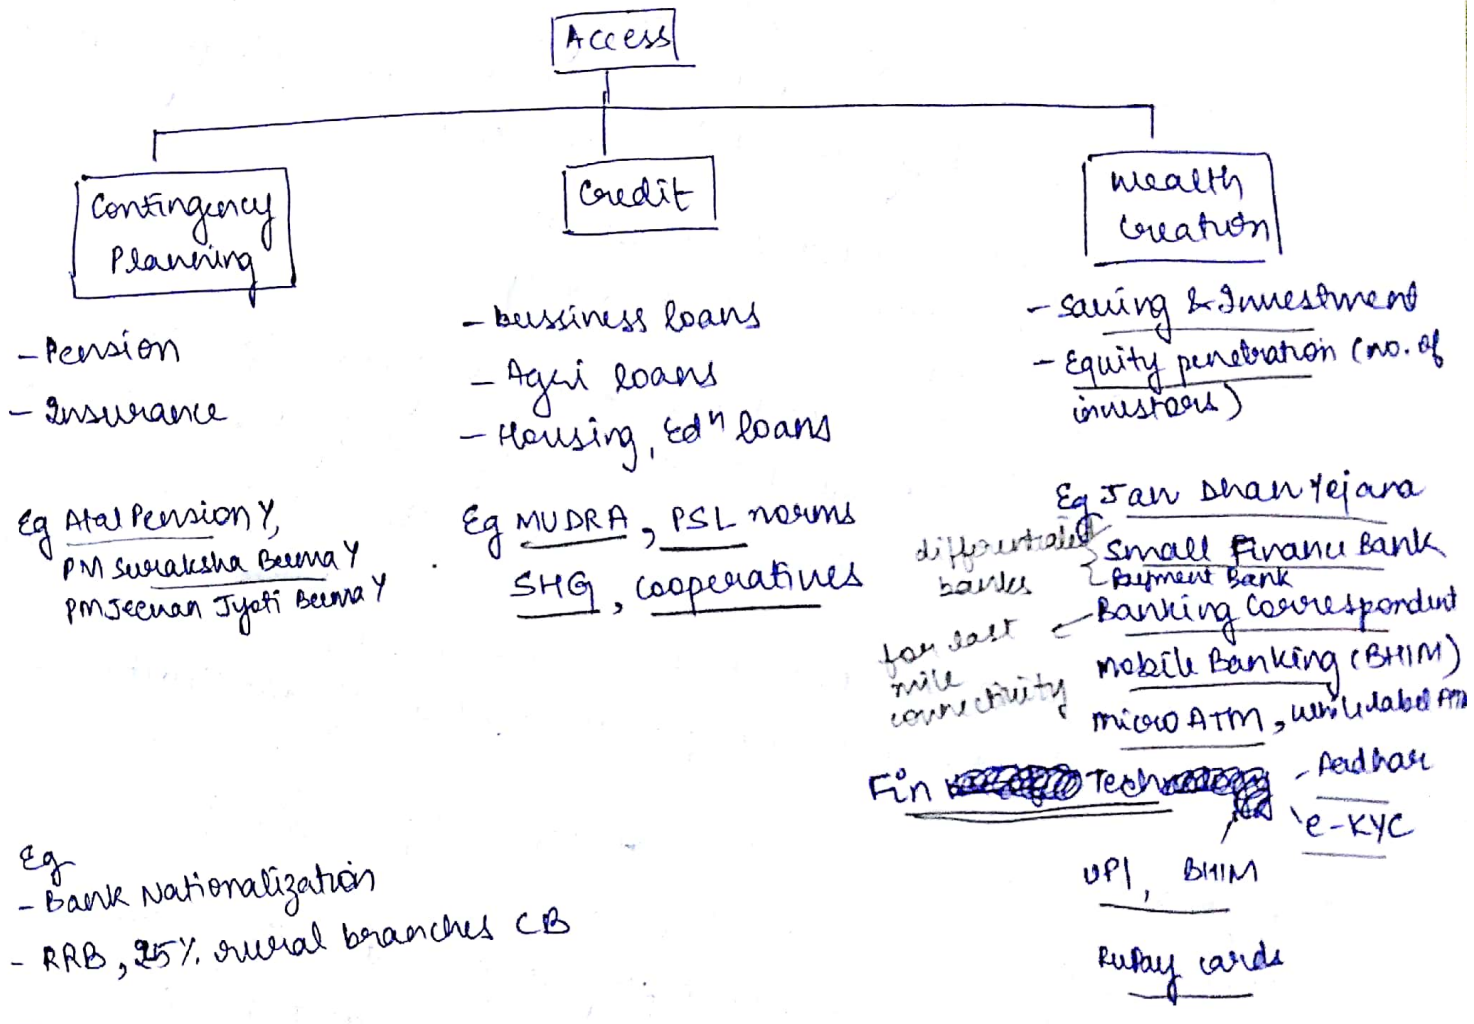 Access
Contingency
Planning
Credit
Wealth
Creation
- Pension
- Insurance
Eg Atal Pension Y,
PM Suraksha Beema Y
PM Jeevan Jyoti Beema Y
- bussiness loans
- Agri loans
- Housing, Edⁿ loans
Eg MUDRA, PSL norms
SHG, Cooperatives
- Saving & Investment
- Equity penetration (no. of
investors)
Eg Jan Dhan Yojana
differentiated
banks
Small Finance Bank
Payment Bank
Banking Correspondent
for last
mile
connectivity
Mobile Banking (BHIM)
micro ATM, white label ATM
Fin Tech
- Aadhar
e-KYC
UPI, BHIM
RuPay cards
Eg
- Bank Nationalization
- RRB, 25% rural branches CB